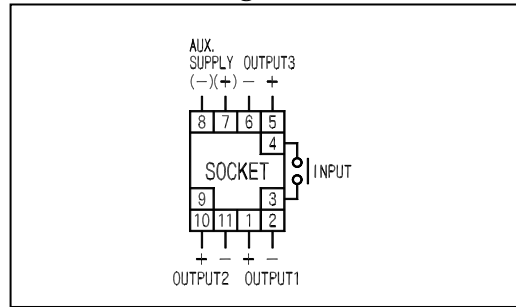 AUX.
SUPPLY OUTPUT3
(−)(+) − +
8 7 6 5
4
SOCKET INPUT
9 3
10 11 1 2
+ − + −
OUTPUT2 OUTPUT1